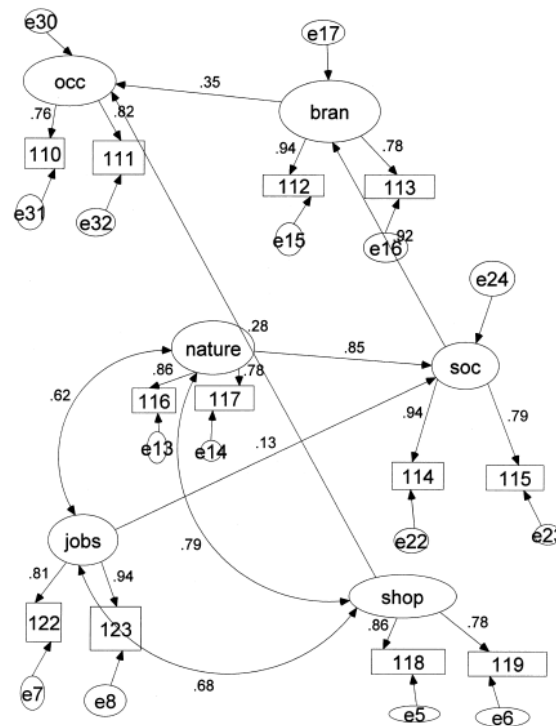 e30
e17
occ
.35
bran
.76
.82
.94
.78
110
111
112
113
e31
e32
e15
e16
.92
e24
nature
.28
.85
soc
.86
.78
.62
116
117
.94
.79
e13
e14
.13
114
115
e22
jobs
.79
.81
.94
shop
.86
.78
122
123
118
119
.68
e7
e8
e5
e6